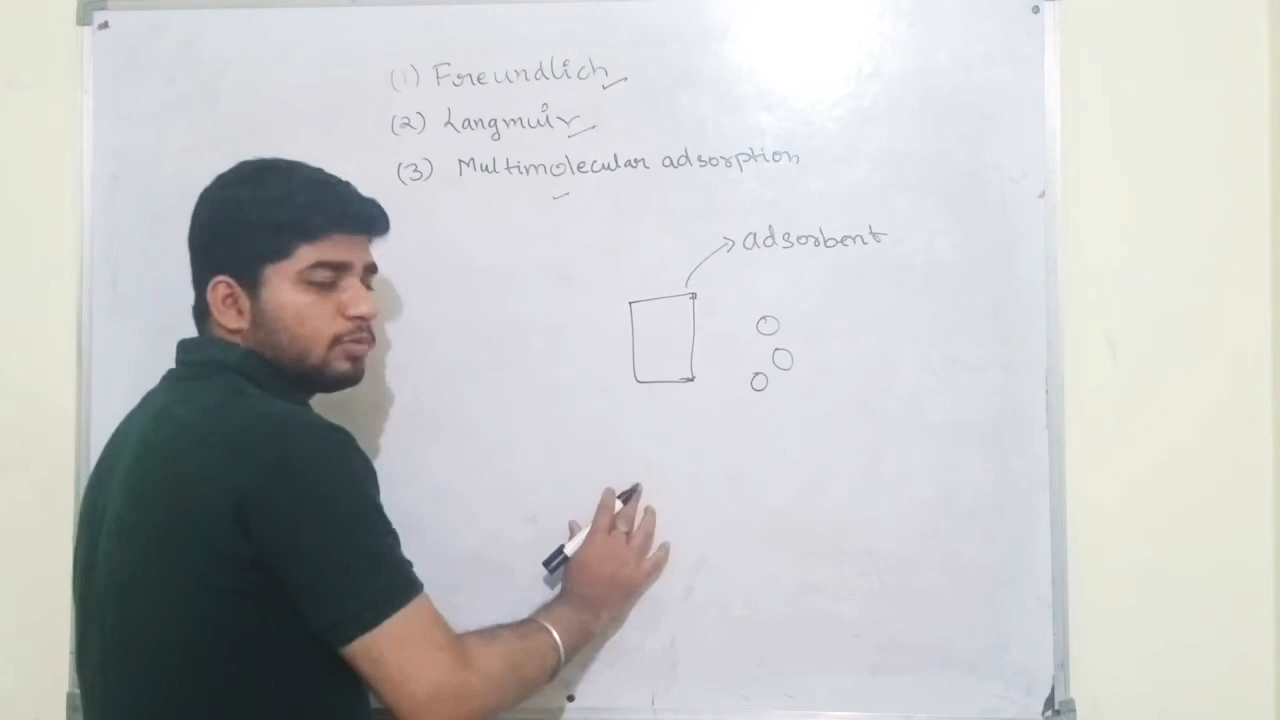 (1) Freundlich
(2) Langmuir
(3) Multimolecular adsorption
adsorbent